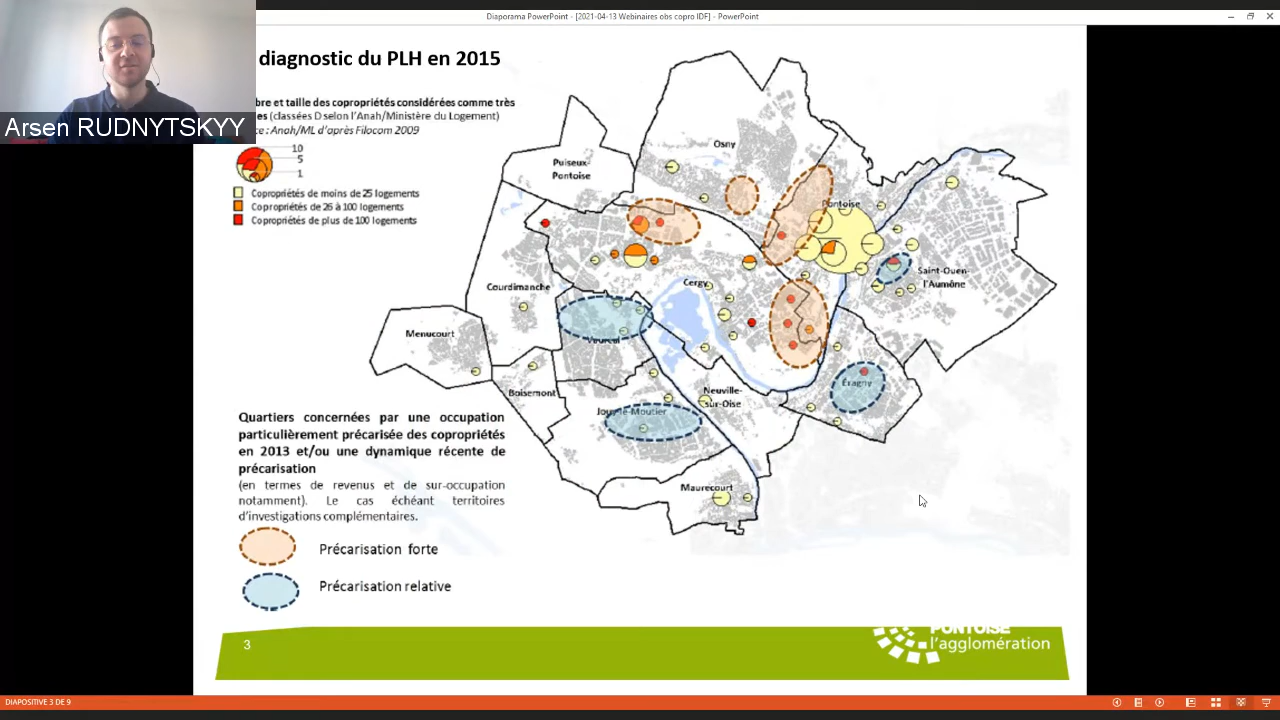 Diaporama PowerPoint - [2021-04-13 Webinaires obs copro IDF] - PowerPoint
Arsen RUDNYTSKYY
diagnostic du PLH en 2015
bre et taille des copropriétés considérées comme très
es (classées D selon l'Anah/Ministère du Logement)
ce : Anah/ML d'après Filocom 2009
10
5
1
Copropriétés de moins de 25 logements
Copropriétés de 26 à 100 logements
Copropriétés de plus de 100 logements
Osny
Puiseux-
Pontoise
Pontoise
Saint-Ouen-
l'Aumône
Cergy
Courdimanche
Menucourt
Vauréal
Boisemont
Éragny
Neuville-
sur-Oise
Jouy-le-Moutier
Maurecourt
Quartiers concernées par une occupation
particulièrement précarisée des copropriétés
en 2013 et/ou une dynamique récente de
précarisation
(en termes de revenus et de sur-occupation
notamment). Le cas échéant territoires
d'investigations complémentaires.
Précarisation forte
Précarisation relative
3
PONTOISE
l'agglomération
DIAPOSITIVE 3 DE 9